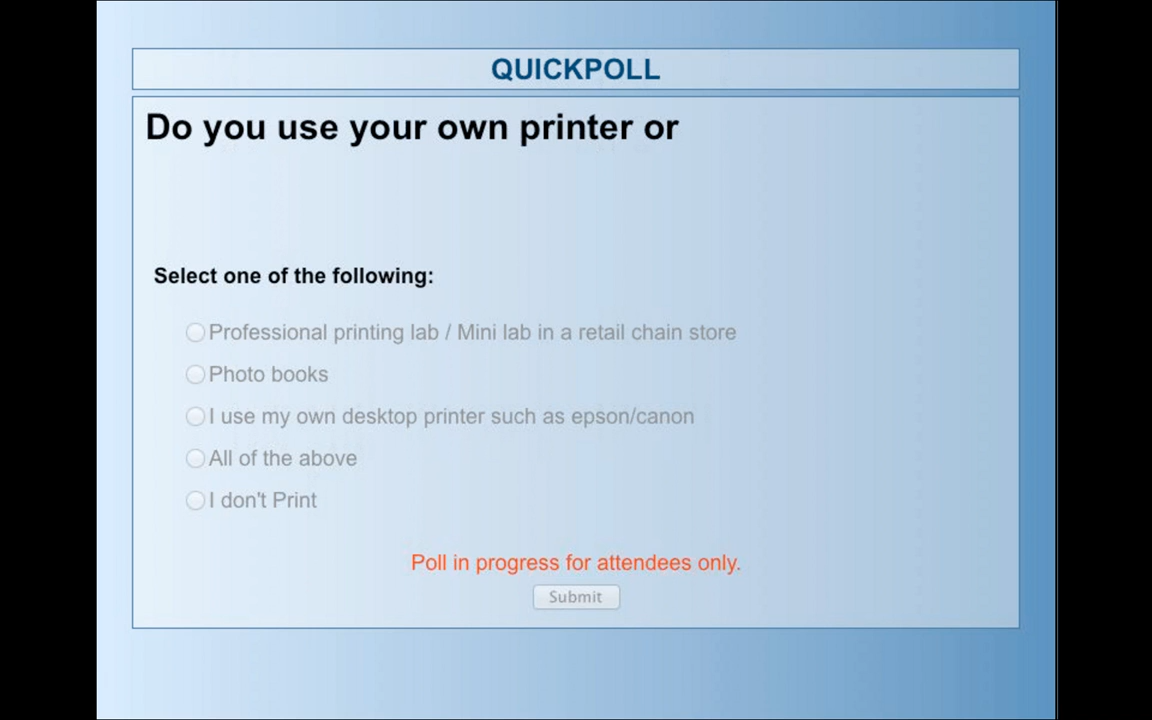 QUICKPOLL
Do you use your own printer or
Select one of the following:
Professional printing lab / Mini lab in a retail chain store
Photo books
I use my own desktop printer such as epson/canon
All of the above
I don't Print
Poll in progress for attendees only.
Submit